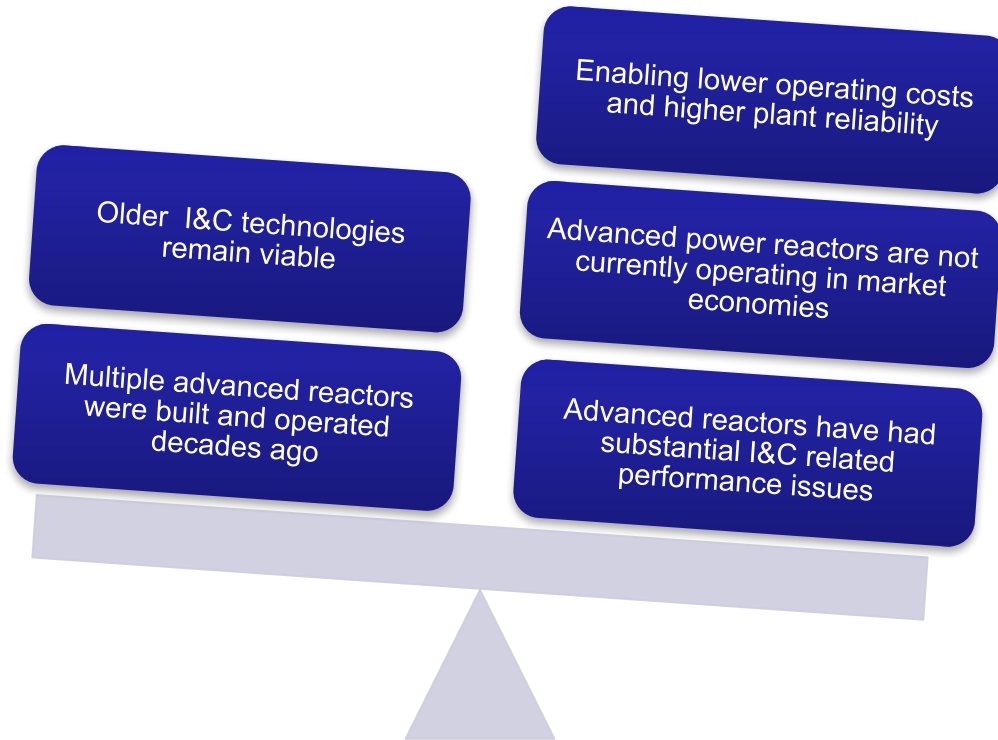 Older  I&C technologies
remain viable
Multiple advanced reactors
were built and operated
decades ago
Enabling lower operating costs
and higher plant reliability
Advanced power reactors are not
currently operating in market
economies
Advanced reactors have had
substantial I&C related
performance issues